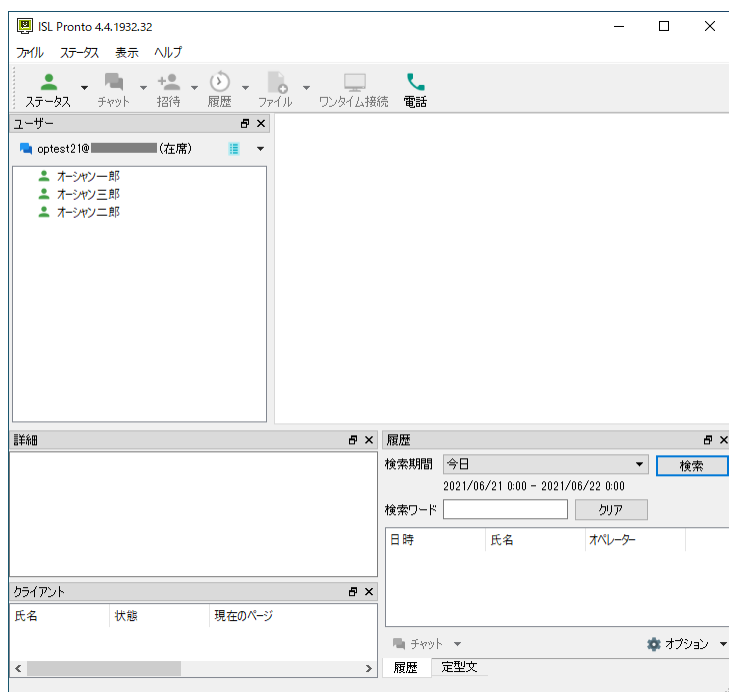 ISL Pronto 4.4.1932.32
ファイル ステータス 表示 ヘルプ
ステータス チャット 招待 履歴 ファイル ワンタイム接続 電話
ユーザー
optest21@ (在席)
オーシャン一郎
オーシャン三郎
オーシャン二郎
詳細
クライアント
氏名 状態 現在のページ
履歴
検索期間 今日 検索
2021/06/21 0:00 - 2021/06/22 0:00
検索ワード クリア
日時 氏名 オペレーター
チャット オプション
履歴 定型文